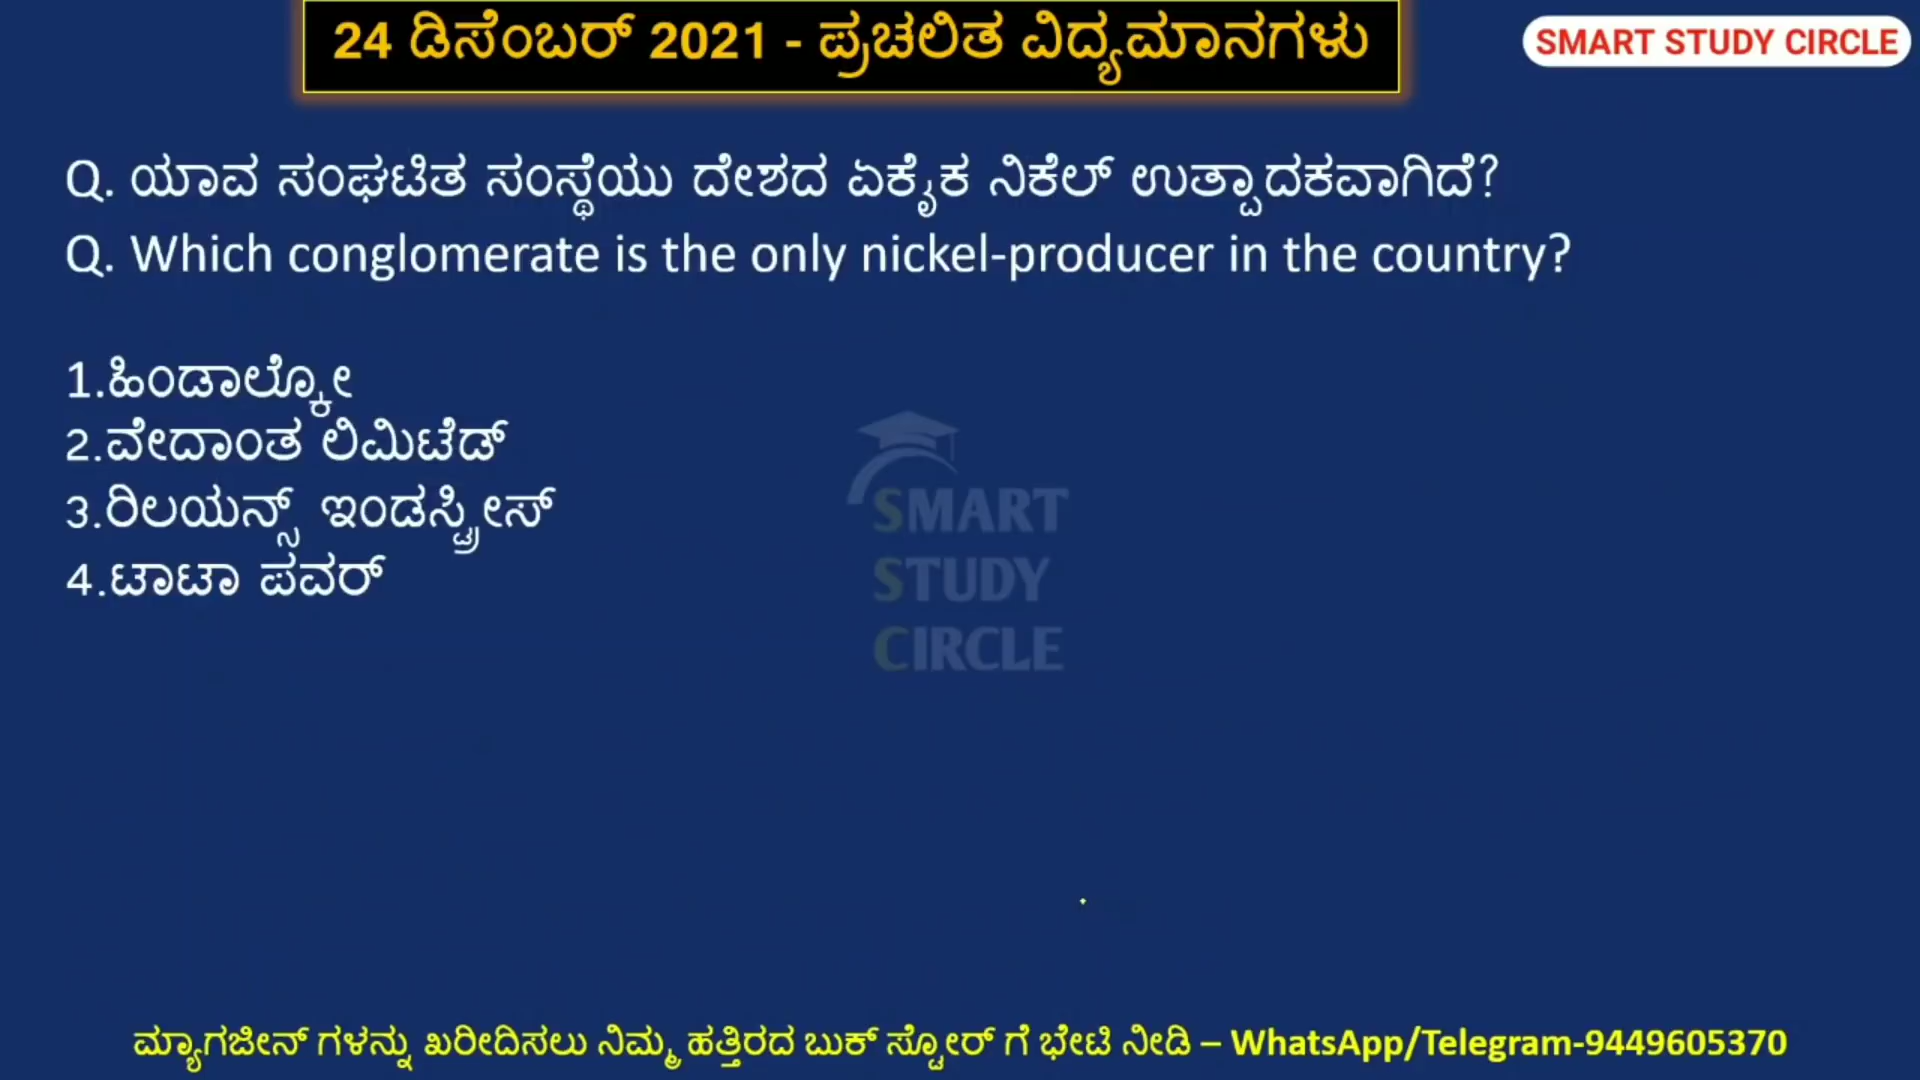 24 ಡಿಸೆಂಬರ್ 2021 - ಪ್ರಚಲಿತ ವಿದ್ಯಮಾನಗಳು
SMART STUDY CIRCLE
Q. ಯಾವ ಸಂಘಟಿತ ಸಂಸ್ಥೆಯು ದೇಶದ ಏಕೈಕ ನಿಕೆಲ್ ಉತ್ಪಾದಕವಾಗಿದೆ?
Q. Which conglomerate is the only nickel-producer in the country?
1.ಹಿಂಡಾಲ್ಕೋ
2.ವೇದಾಂತ ಲಿಮಿಟೆಡ್
3.ರಿಲಯನ್ಸ್ ಇಂಡಸ್ಟ್ರೀಸ್
4.ಟಾಟಾ ಪವರ್
SMART
STUDY
CIRCLE
ಮ್ಯಾಗಜೀನ್ ಗಳನ್ನು ಖರೀದಿಸಲು ನಿಮ್ಮ ಹತ್ತಿರದ ಬುಕ್ ಸ್ಟೋರ್ ಗೆ ಭೇಟಿ ನೀಡಿ – WhatsApp/Telegram-9449605370